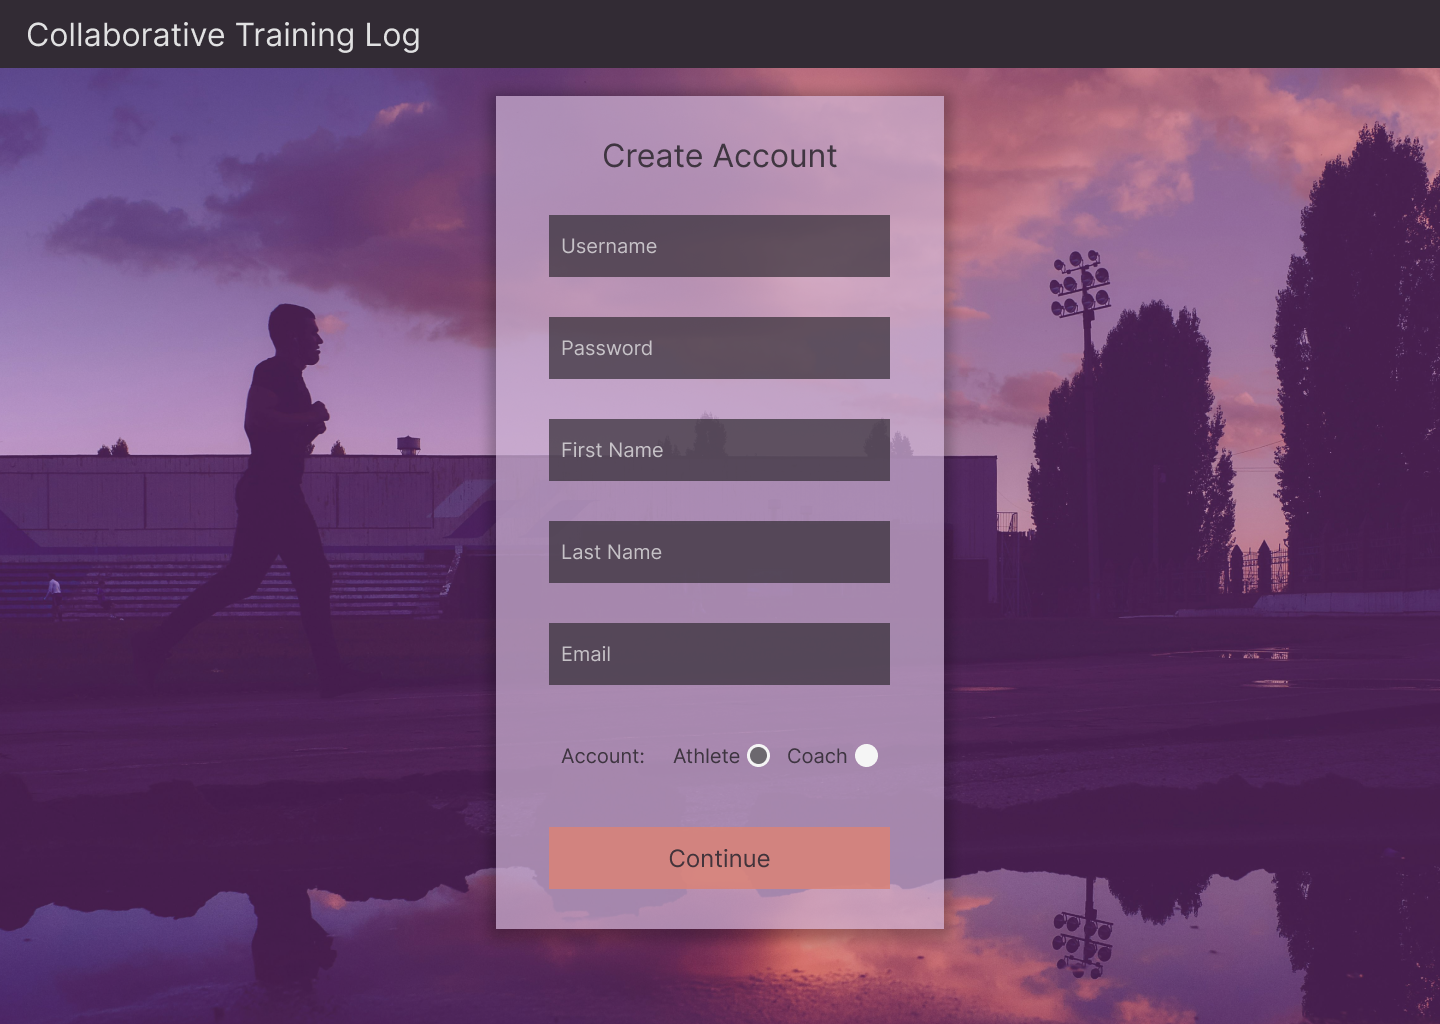 Collaborative Training Log
Create Account
Username
Password
First Name
Last Name
Email
Account: Athlete Coach
Continue